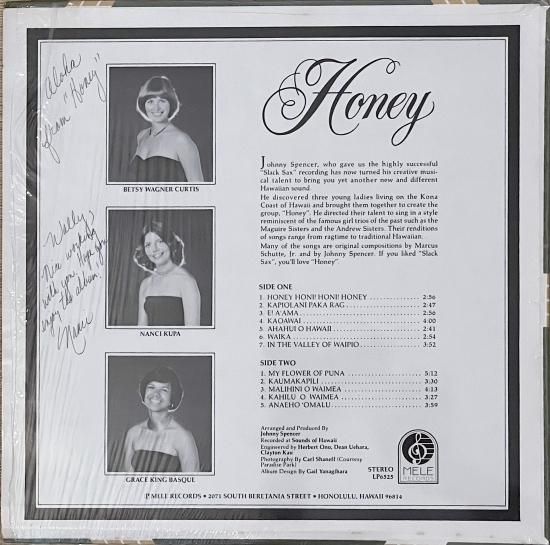 Aloha
from "Honey"
BETSY WAGNER CURTIS
Nice working
with you. Hope you
enjoy the album!
Nanci
NANCI KUPA
GRACE KING BASQUE
Honey
Johnny Spencer, who gave us the highly successful
"Slack Sax" recording has now turned his creative musi-
cal talent to bring you yet another new and different
Hawaiian sound
He discovered three young ladies living on the Kona
Coast of Hawaii and brought them together to create the
group, "Honey". He directed their talent to sing in a style
reminiscent of the famous girl trios of the past such as the
Maguire Sisters and the Andrew Sisters. Their renditions
of songs range from ragtime to traditional Hawaiian.
Many of the songs are original compositions by Marcus
Schutte, Jr. and by Johnny Spencer. If you liked "Slack
Sax", you'll love "Honey".
SIDE ONE
1. HONEY HONI! HONI! HONEY 2:56
2. KAPIOLANI PAKA RAG 2:47
3. E! A'AMA 2:56
4. KAOAWAI 4:00
5. AHAHUI O HAWAII 2:41
6. WAIKA 2:54
7. IN THE VALLEY OF WAIPIO 3:52
SIDE TWO
1. MY FLOWER OF PUNA 5:12
2. KAUMAKAPILI 3:30
3. MALIHINI O WAIMEA 4:13
4. KAHILU O WAIMEA 3:27
5. ANAEHO 'OMALU 3:59
Arranged and Produced By
Johnny Spencer
Recorded at Sounds of Hawaii
Engineered by Herbert Ono, Dean Uehara,
Clayton Kau
Photography By Carl Shaneff (Courtesy
Paradise Park)
Album Design By Gail Yanagihara
STEREO
LP6525
MELE
RECORDS
℗ MELE RECORDS • 2071 SOUTH BERETANIA STREET • HONOLULU, HAWAII 96814